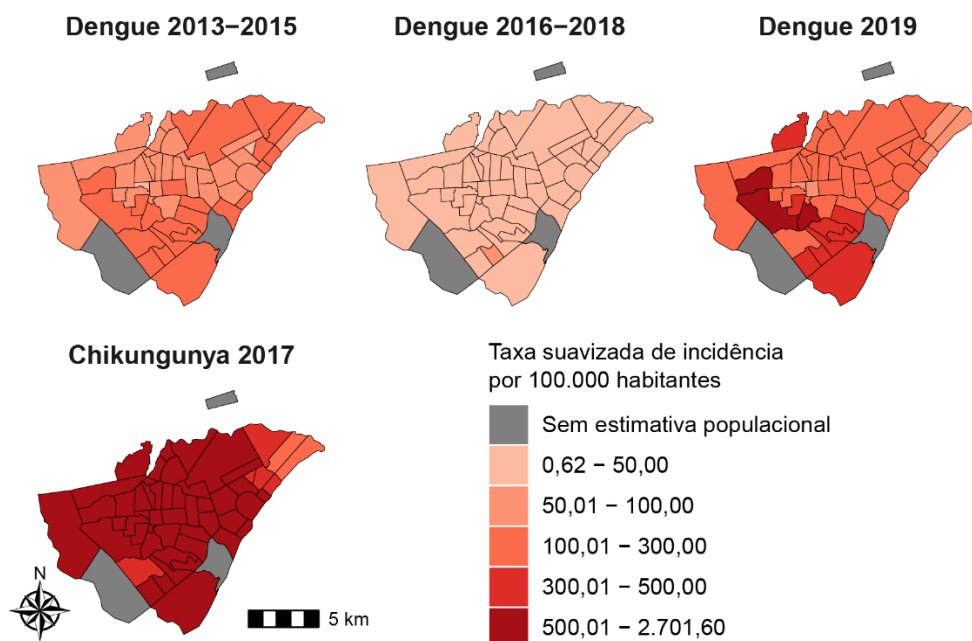 Dengue 2013–2015
Dengue 2016–2018
Dengue 2019
Chikungunya 2017
Taxa suavizada de incidência
por 100.000 habitantes
Sem estimativa populacional
0,62 – 50,00
50,01 – 100,00
100,01 – 300,00
300,01 – 500,00
500,01 – 2.701,60
N
5 km